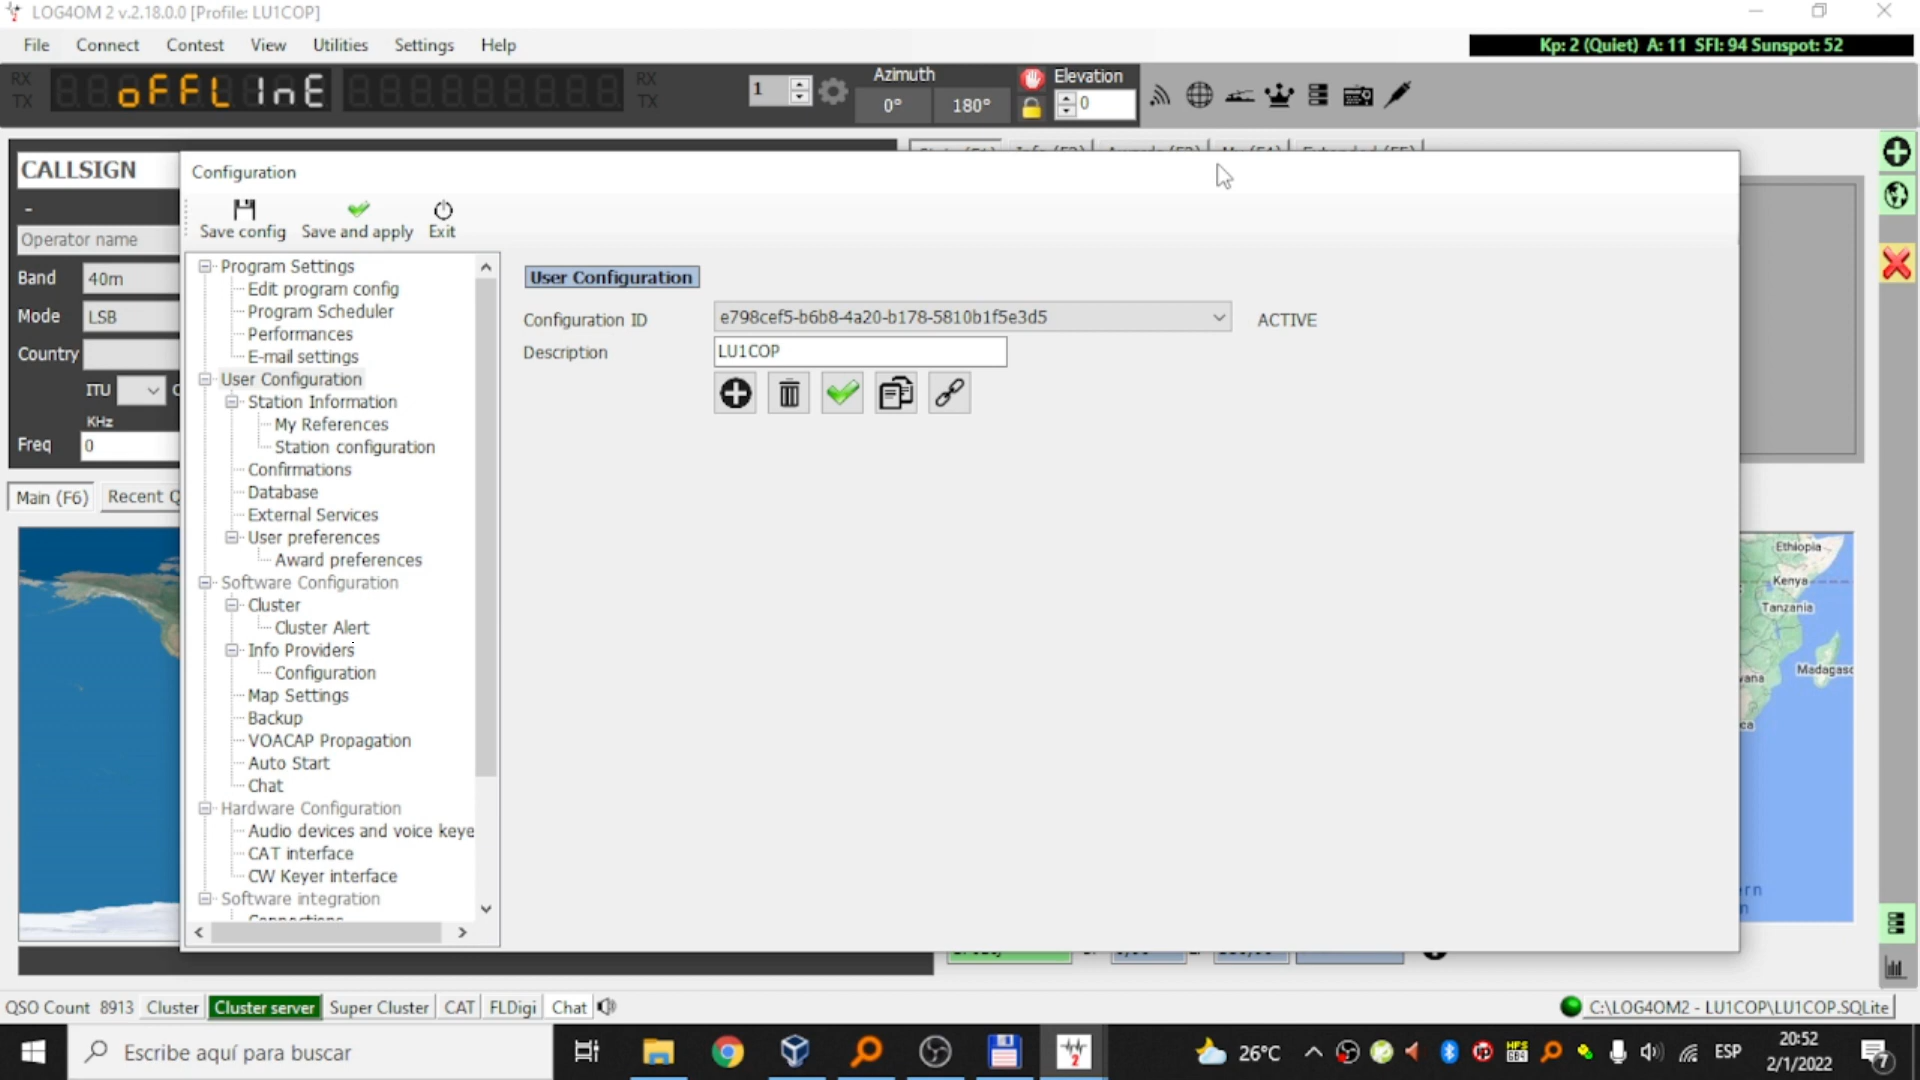 LOG4OM 2 v.2.18.0.0 [Profile: LU1COP]
File Connect Contest View Utilities Settings Help
Kp: 2 (Quiet) A: 11 SFI: 94 Sunspot: 52
RX
TX
oFFLInE
RX
TX
1
Azimuth
0° 180°
Elevation
0
CALLSIGN
-
Operator name
Band 40m
Mode LSB
Country
ITU
KHz
Freq 0
Main (F6) Recent Q
Configuration
Save config Save and apply Exit
Program Settings
Edit program config
Program Scheduler
Performances
E-mail settings
User Configuration
Station Information
My References
Station configuration
Confirmations
Database
External Services
User preferences
Award preferences
Software Configuration
Cluster
Cluster Alert
Info Providers
Configuration
Map Settings
Backup
VOACAP Propagation
Auto Start
Chat
Hardware Configuration
Audio devices and voice keye
CAT interface
CW Keyer interface
Software integration
User Configuration
Configuration ID e798cef5-b6b8-4a20-b178-5810b1f5e3d5 ACTIVE
Description LU1COP
Ethiopia
Kenya
Tanzania
Madagasc
QSO Count 8913 Cluster Cluster server Super Cluster CAT FLDigi Chat
C:\LOG4OM2 - LU1COP\LU1COP.SQLite
Escribe aquí para buscar
26°C
ESP
20:52
2/1/2022
7